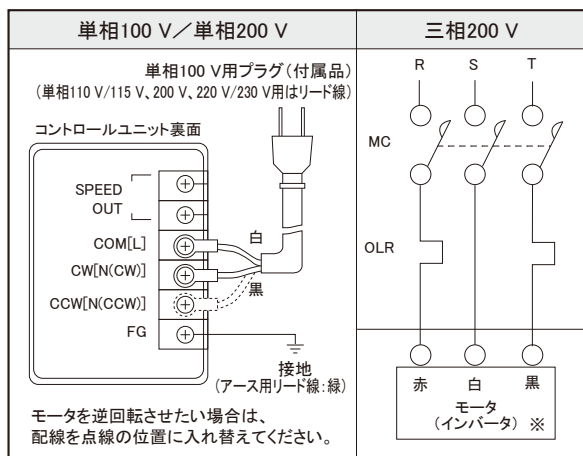 単相100 V／単相200 V
単相100 V用プラグ（付属品）
（単相110 V/115 V、200 V、220 V/230 V用はリード線）
コントロールユニット裏面
SPEED
OUT
COM[L]
CW[N(CW)]
CCW[N(CCW)]
FG
白
黒
接地
（アース用リード線：緑）
モータを逆回転させたい場合は、
配線を点線の位置に入れ替えてください。
三相200 V
R S T
MC
OLR
赤 白 黒
モータ
（インバータ） ※